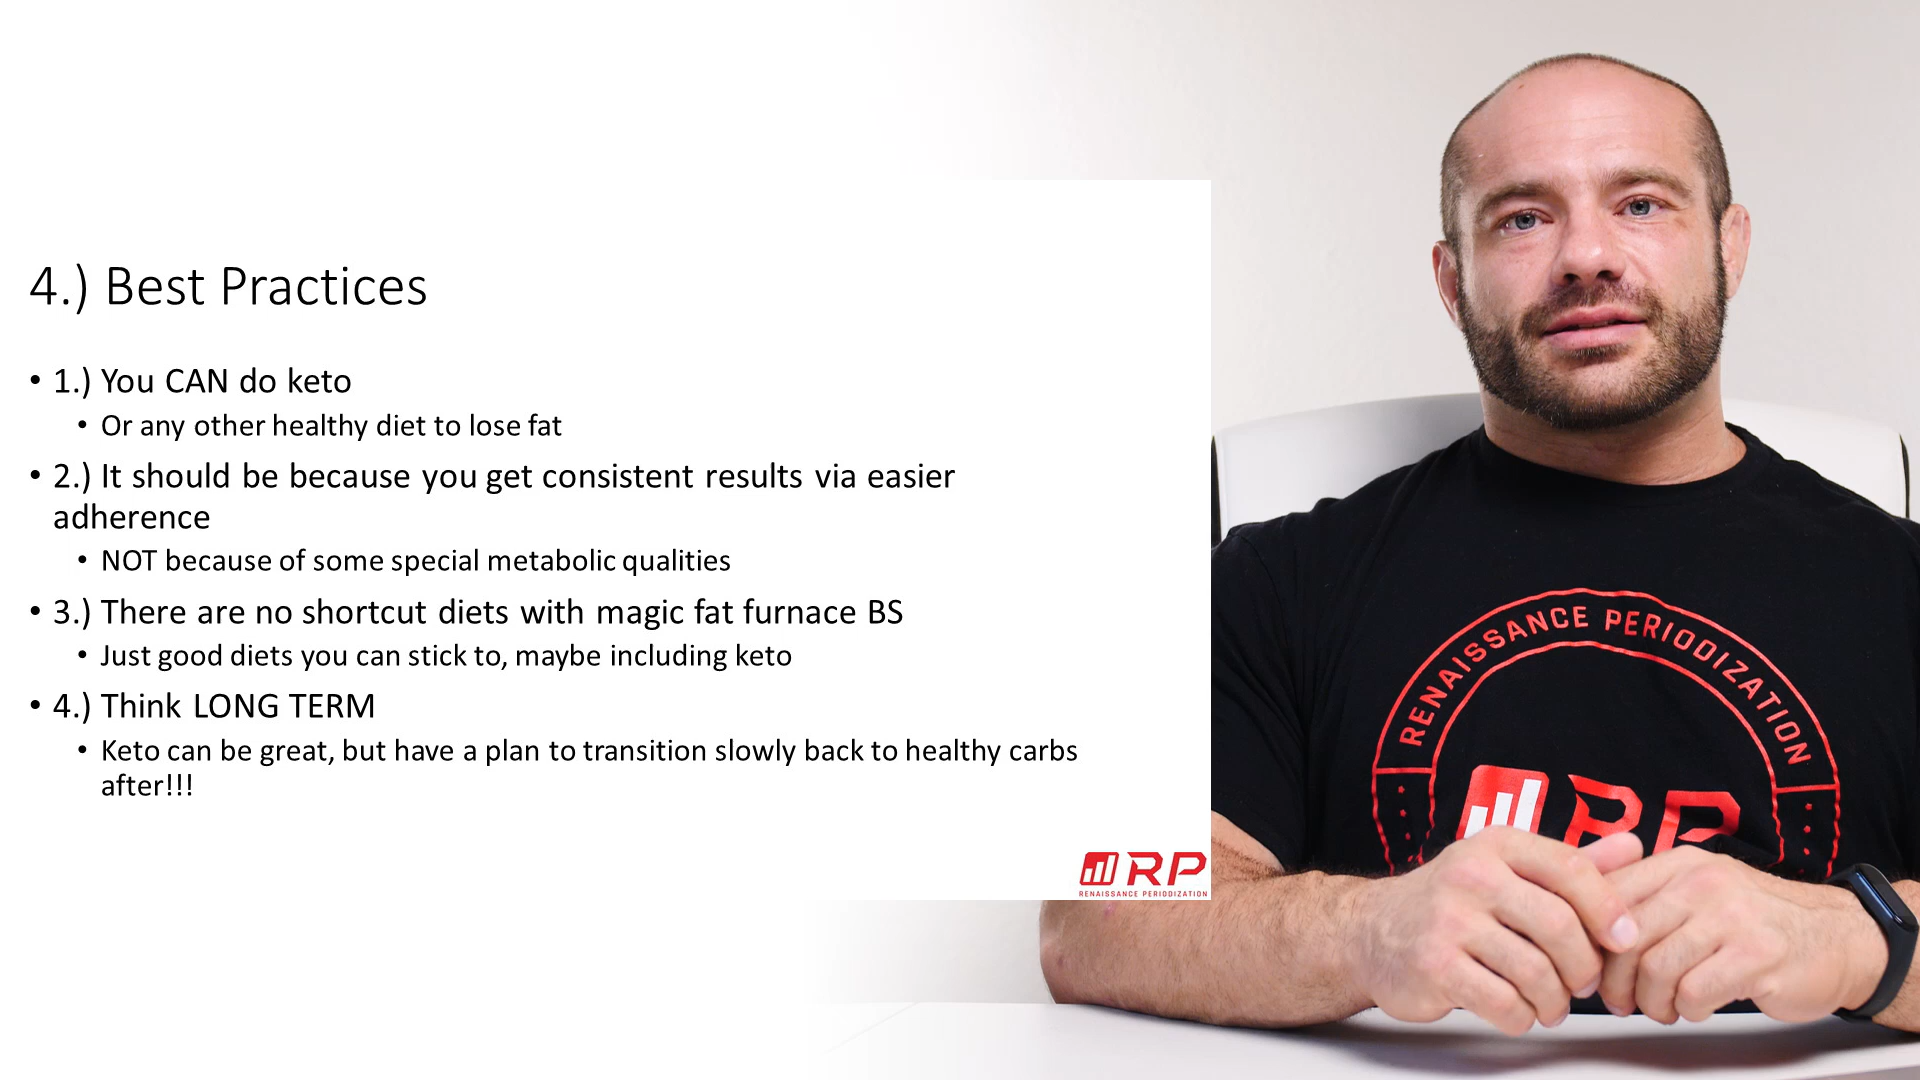 4.) Best Practices
• 1.) You CAN do keto
• Or any other healthy diet to lose fat
• 2.) It should be because you get consistent results via easier
adherence
• NOT because of some special metabolic qualities
• 3.) There are no shortcut diets with magic fat furnace BS
• Just good diets you can stick to, maybe including keto
• 4.) Think LONG TERM
• Keto can be great, but have a plan to transition slowly back to healthy carbs
after!!!
RP
RENAISSANCE PERIODIZATION
RENAISSANCE PERIODIZATION
RP